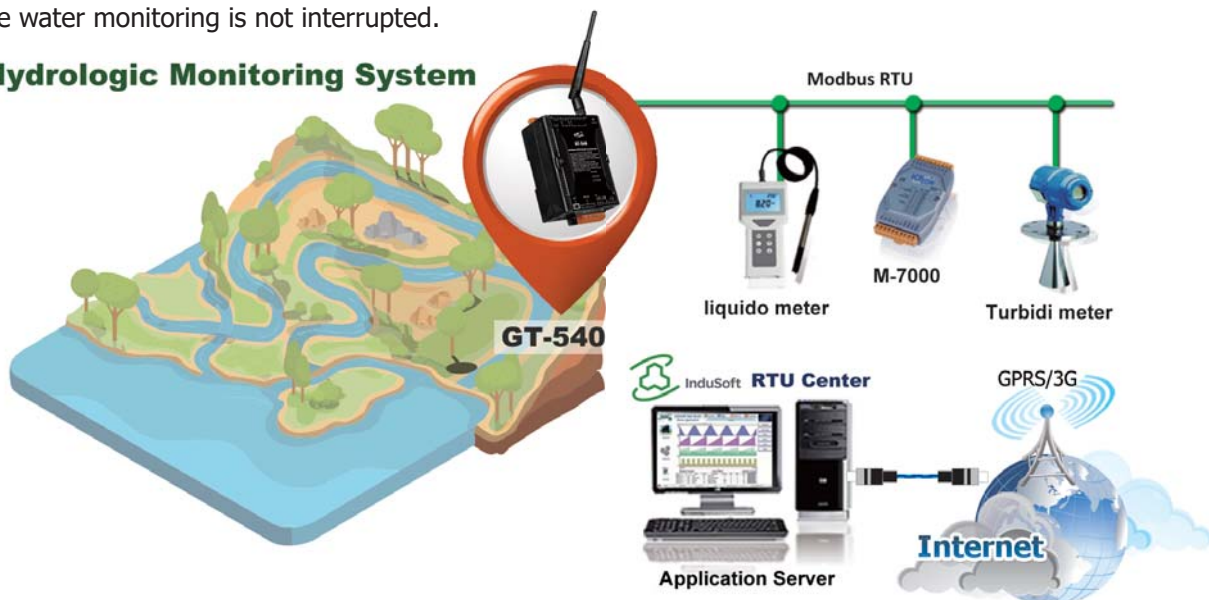 e water monitoring is not interrupted.
ydrologic Monitoring System
Modbus RTU
liquido meter
M-7000
Turbidi meter
GT-540
InduSoft RTU Center
GPRS/3G
Internet
Application Server